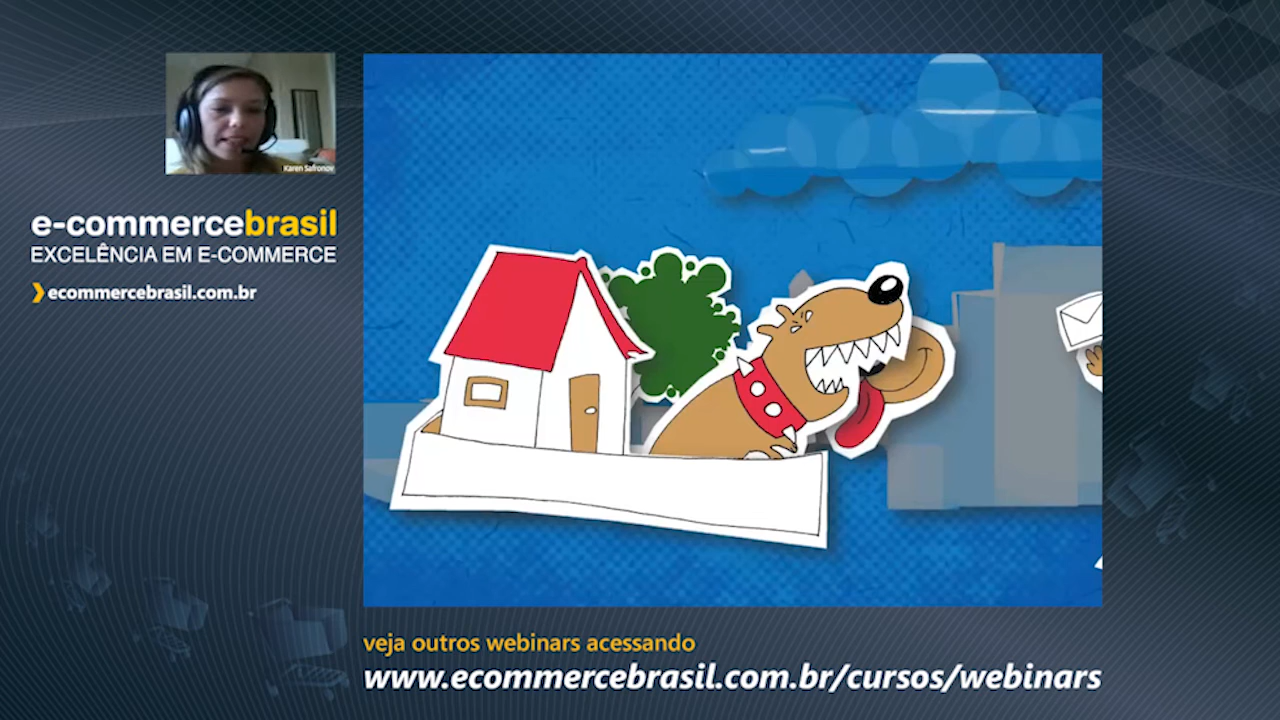 Karen Safronov
e-commercebrasil
EXCELÊNCIA EM E-COMMERCE
ecommercebrasil.com.br
veja outros webinars acessando
www.ecommercebrasil.com.br/cursos/webinars